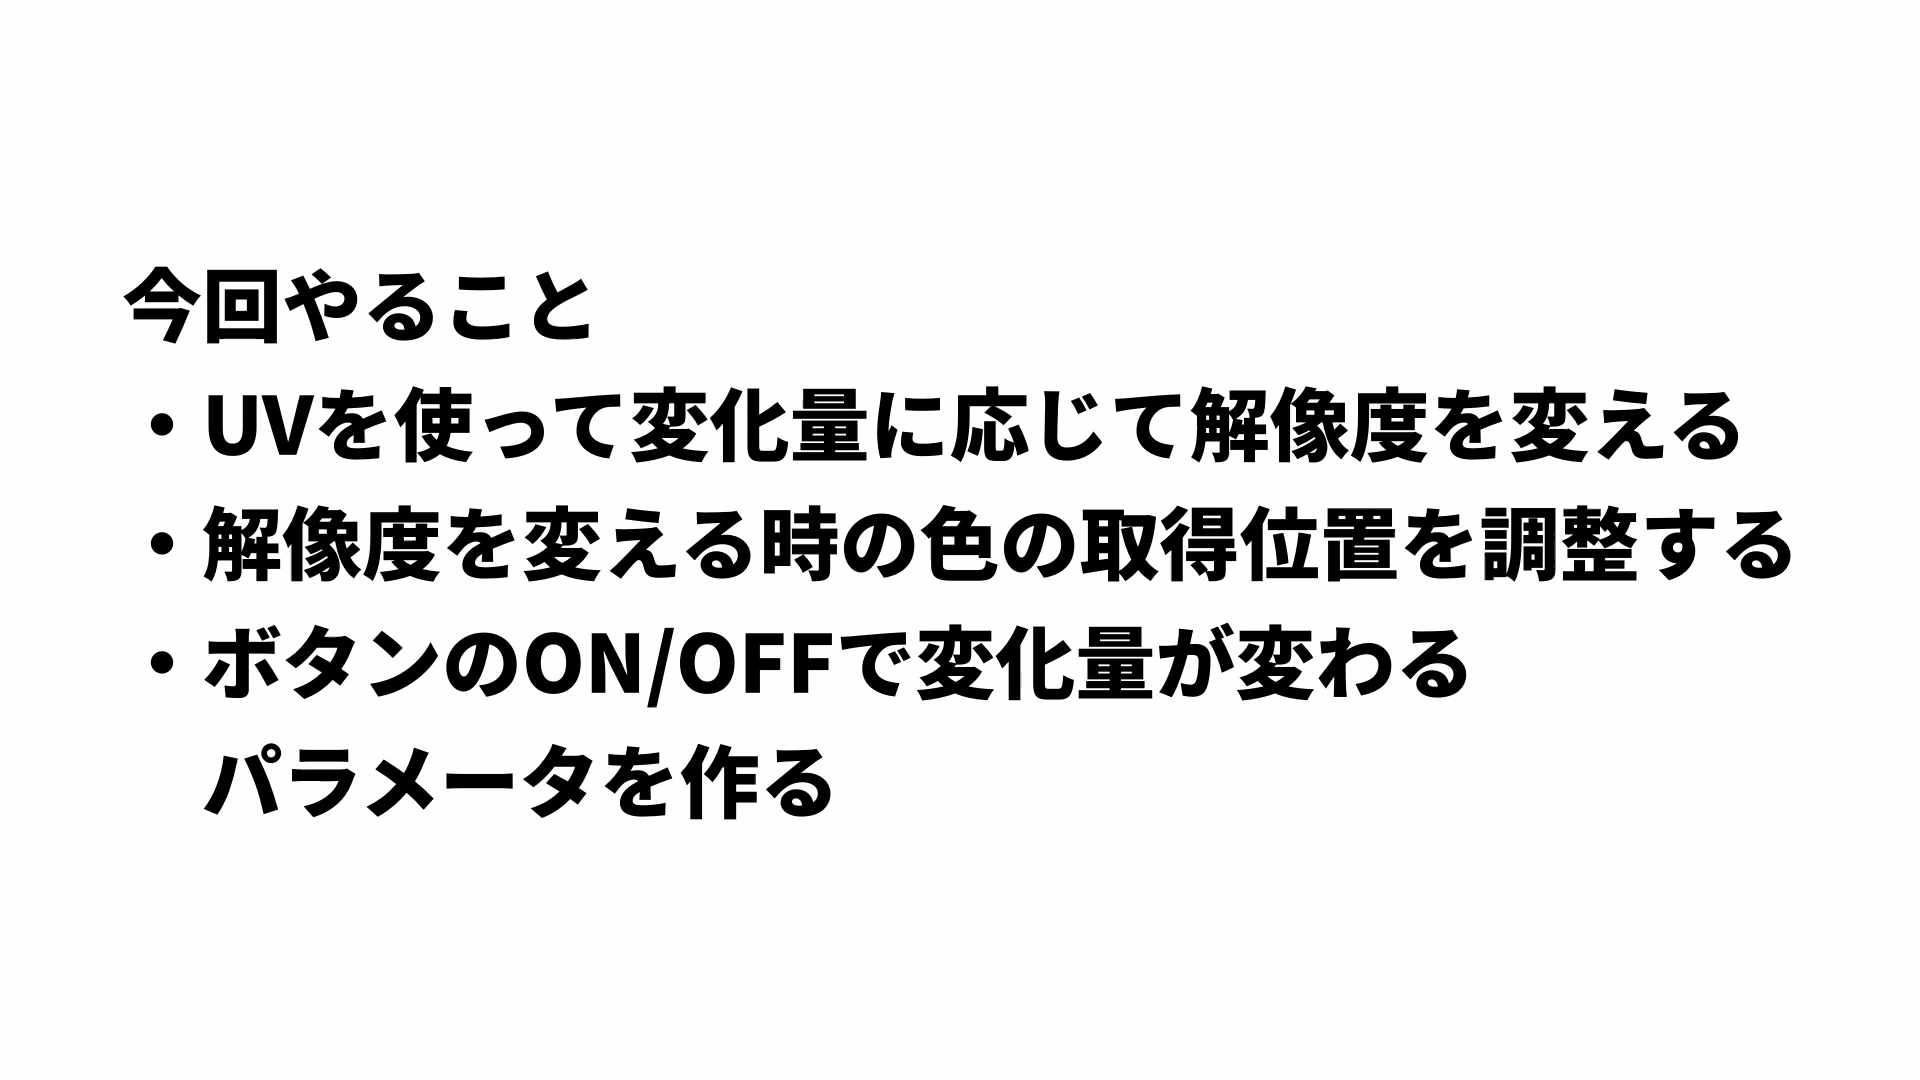 今回やること
・UVを使って変化量に応じて解像度を変える
・解像度を変える時の色の取得位置を調整する
・ボタンのON/OFFで変化量が変わる
パラメータを作る